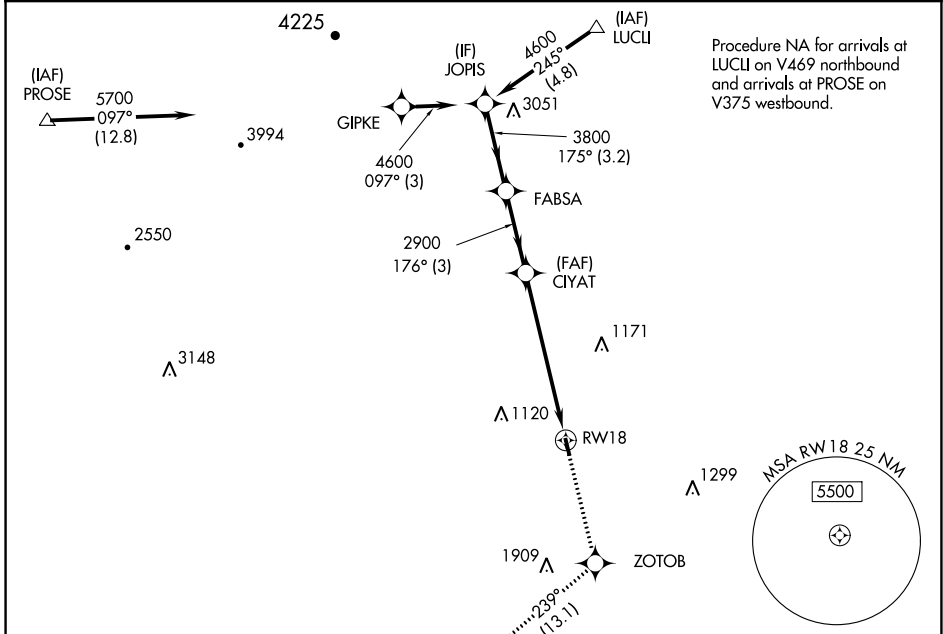 4225
(IAF)
LUCLI
4600
245°
(4.8)
(IF)
JOPIS
Procedure NA for arrivals at
LUCLI on V469 northbound
and arrivals at PROSE on
V375 westbound.
(IAF)
PROSE
5700
097°
(12.8)
GIPKE
3051
3994
4600
097° (3)
3800
175° (3.2)
FABSA
2550
2900
176° (3)
(FAF)
CIYAT
1171
3148
1120
RW18
MSA RW18 25 NM
5500
1299
1909
ZOTOB
239°
(13.1)